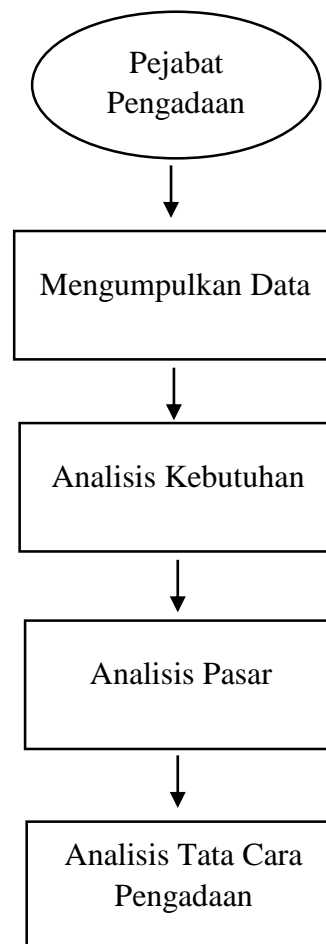 Pejabat
Pengadaan
Mengumpulkan Data
Analisis Kebutuhan
Analisis Pasar
Analisis Tata Cara
Pengadaan